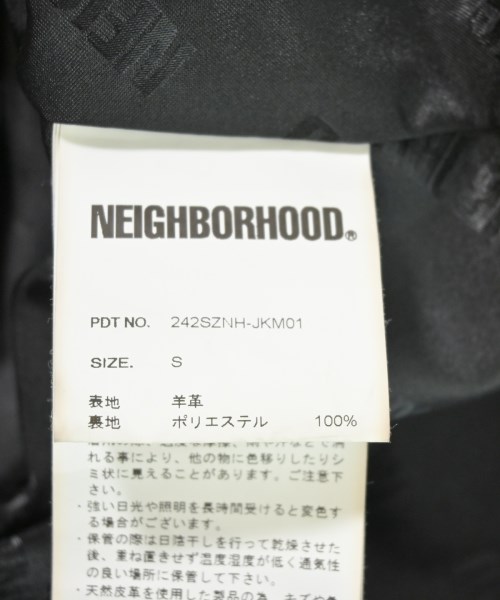 NEIGHBORHOOD®
PDT NO. 242SZNH-JKM01
SIZE. S
表地 羊革
裏地 ポリエステル 100%
れる事により、他の物に色移りしたりシ
ミ状に見えることがあります。ご注意下
さい。
・強い日光や照明を長時間受けると変色す
る場合がございます。
・保管の際は日陰干しを行って乾燥させた
後、重ね置きせず温度湿度が低く通気性
の良い場所に保管して下さい。
・天然皮革を使用した製品の為、キズや色